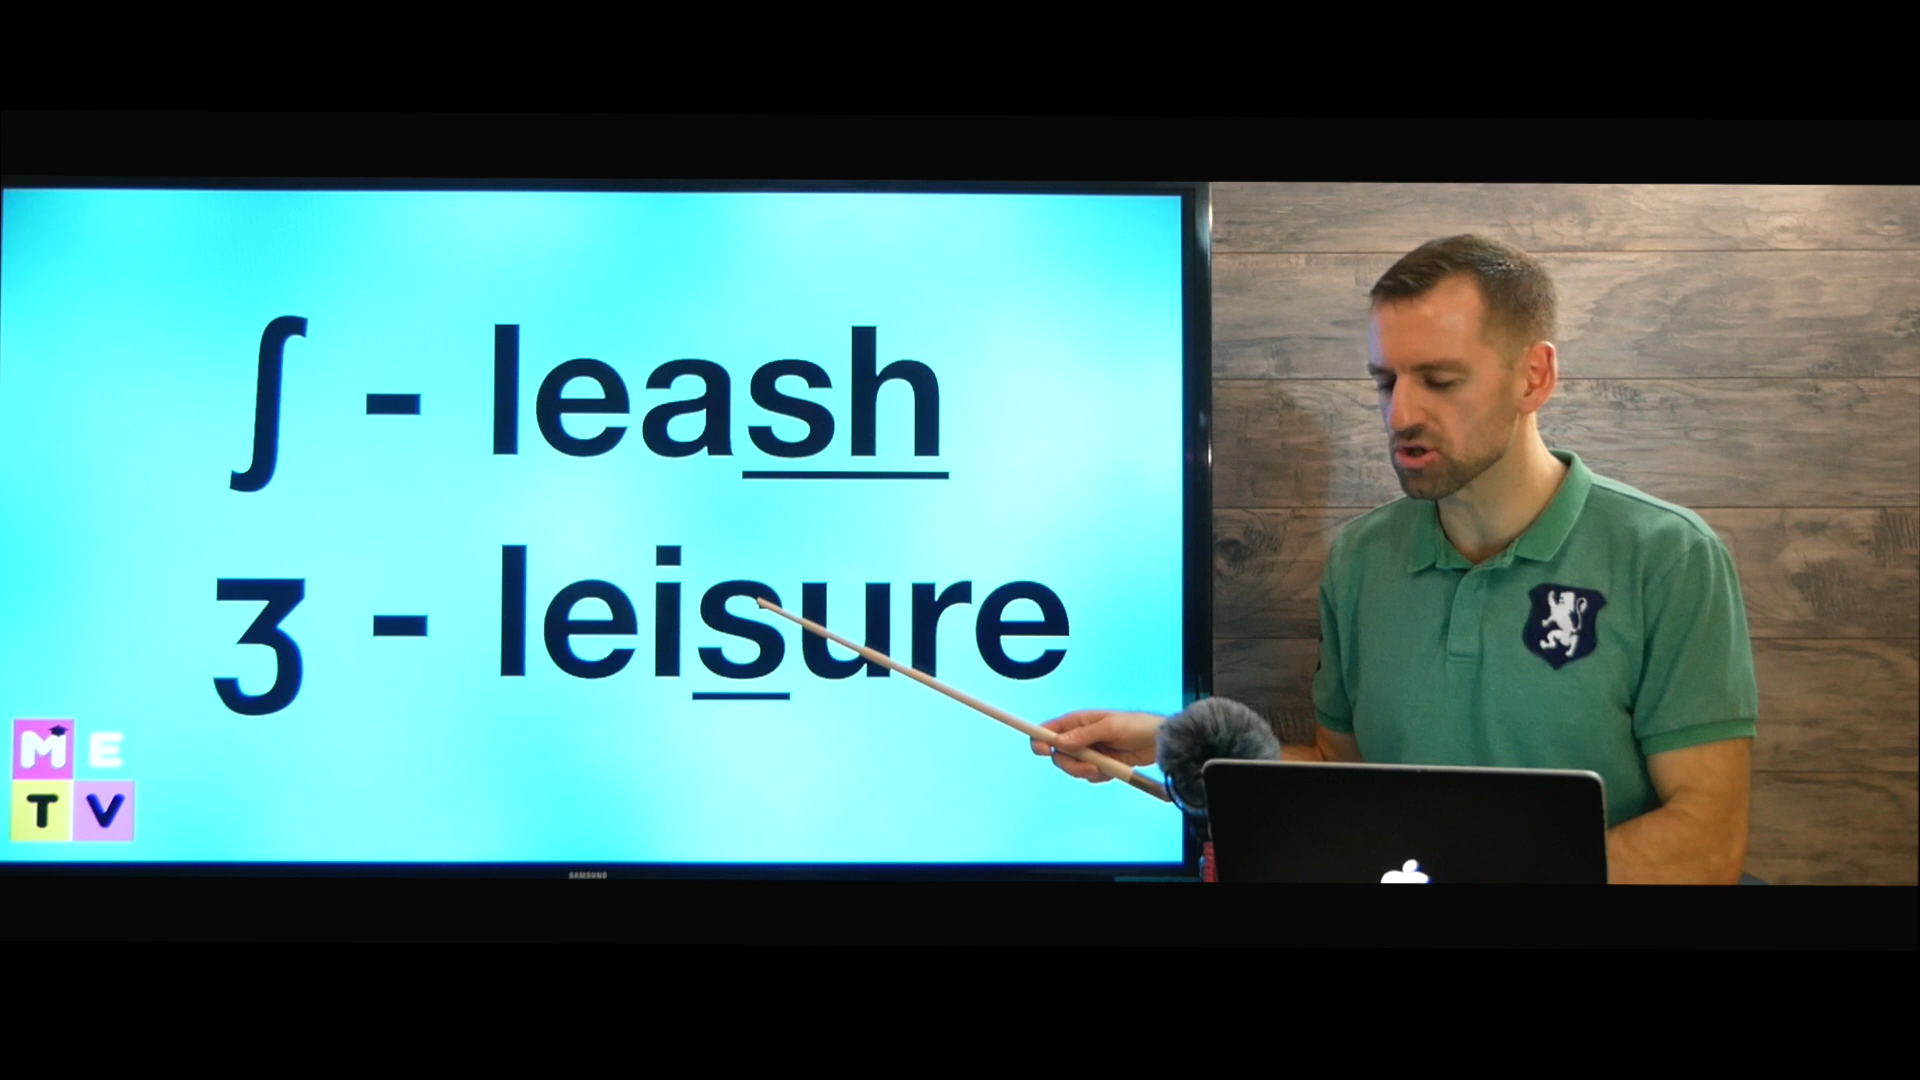 ʃ - leash
ʒ - leisure
M E
T V
SAMSUNG